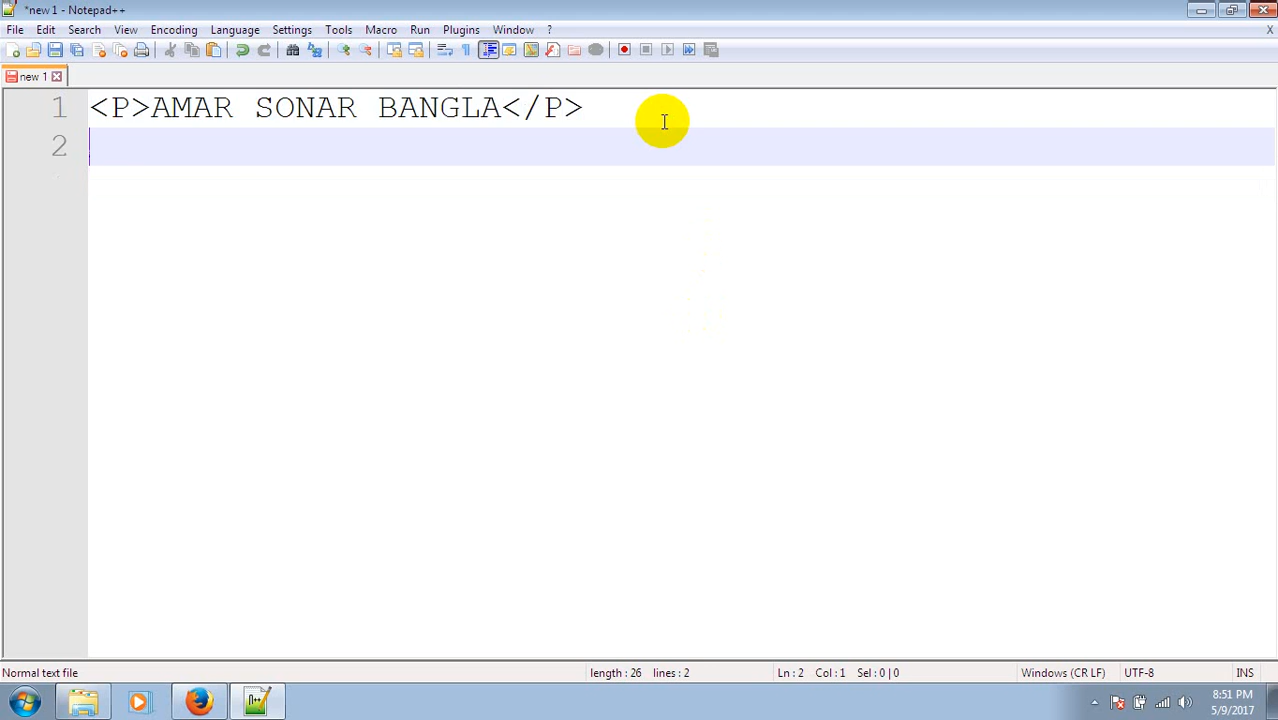 *new 1 - Notepad++
File Edit Search View Encoding Language Settings Tools Macro Run Plugins Window ? X
new 1
1 <P>AMAR SONAR BANGLA</P>
2
Normal text file length : 26 lines : 2 Ln : 2 Col : 1 Sel : 0 | 0 Windows (CR LF) UTF-8 INS
8:51 PM
5/9/2017